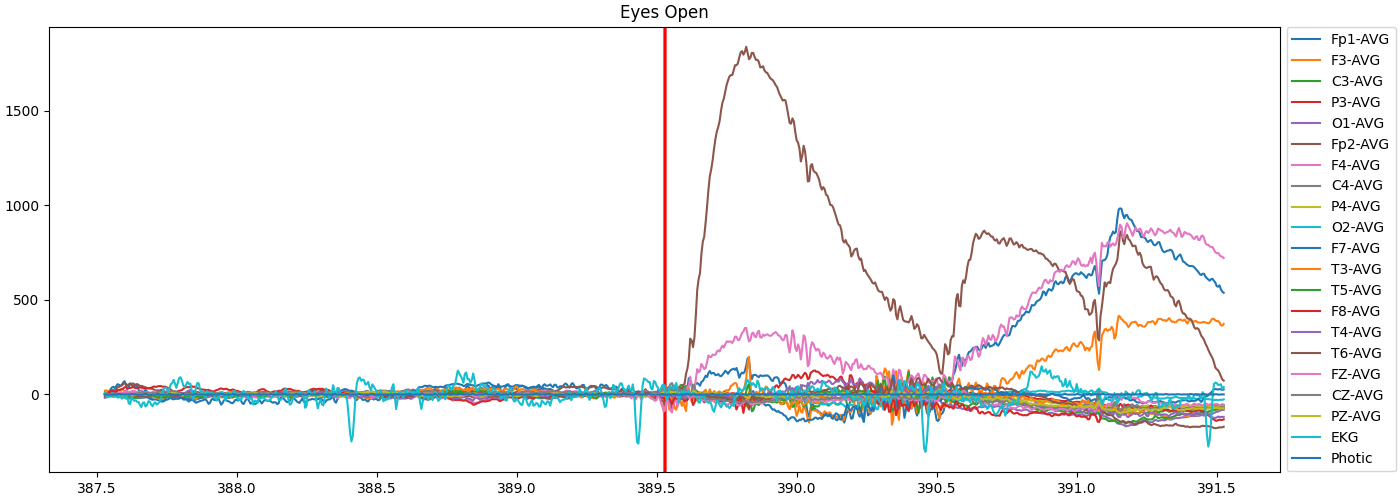 Eyes Open
1500
1000
500
0
387.5 388.0 388.5 389.0 389.5 390.0 390.5 391.0 391.5
Fp1-AVG
F3-AVG
C3-AVG
P3-AVG
O1-AVG
Fp2-AVG
F4-AVG
C4-AVG
P4-AVG
O2-AVG
F7-AVG
T3-AVG
T5-AVG
F8-AVG
T4-AVG
T6-AVG
FZ-AVG
CZ-AVG
PZ-AVG
EKG
Photic